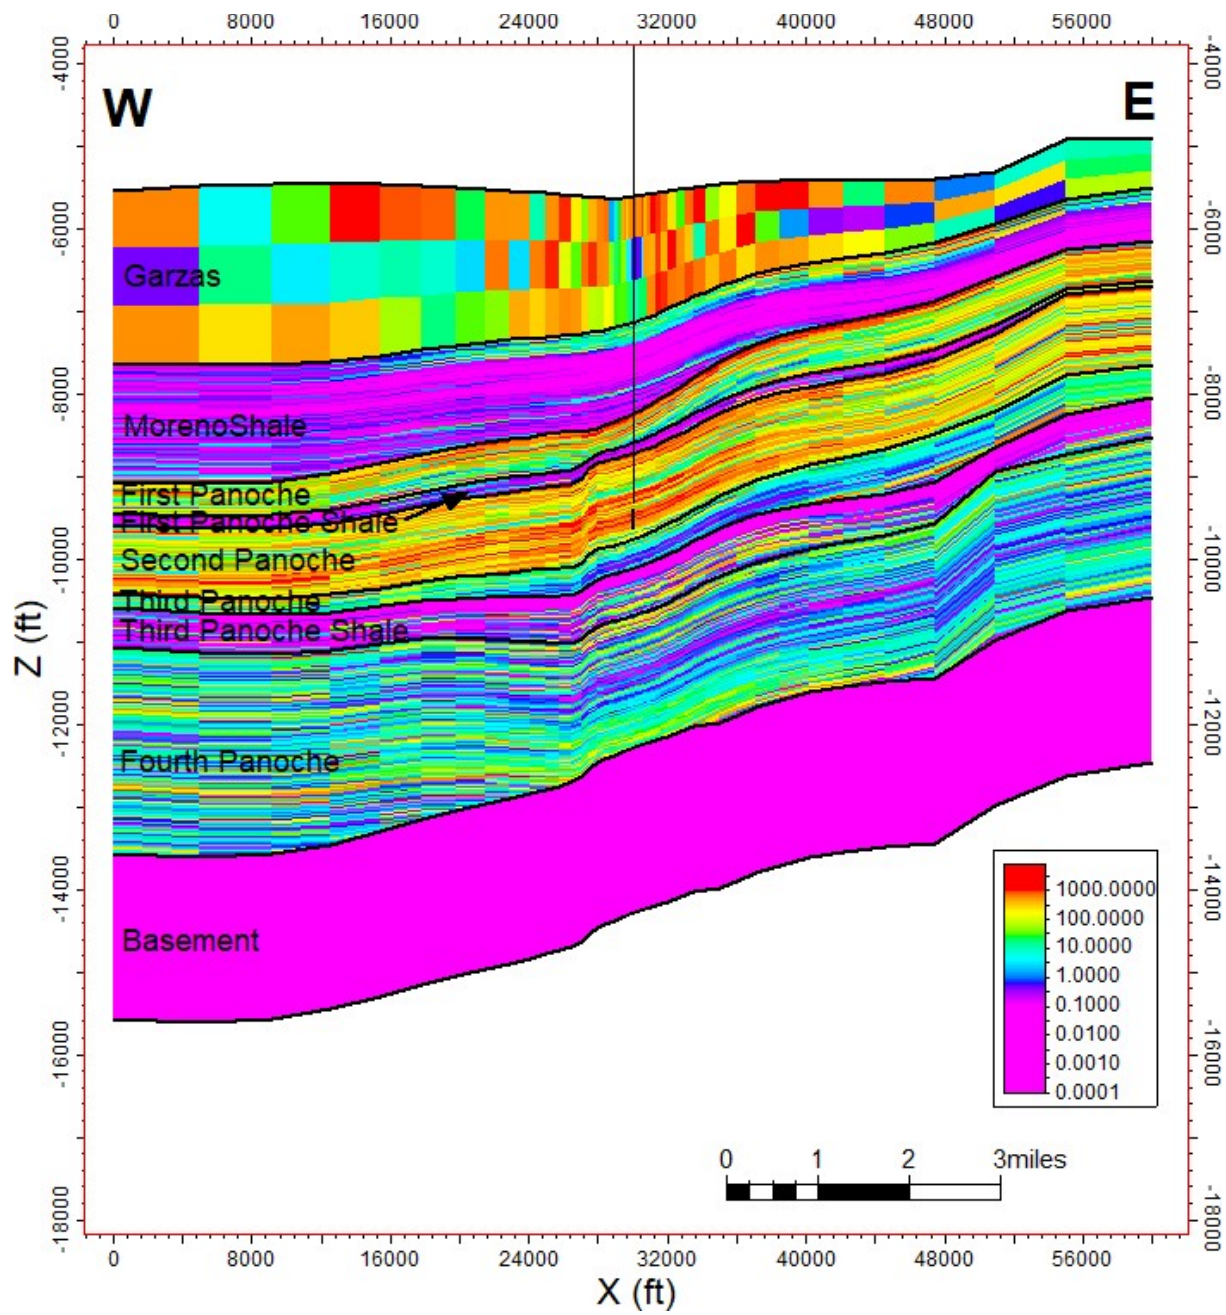 0 8000 16000 24000 32000 40000 48000 56000
-4000 -4000
W E
-6000 -6000
Garzas
-8000 -8000
MorenoShale
First Panoche
First Panoche Shale
Second Panoche
-10000 -10000
Third Panoche
Third Panoche Shale
Z (ft)
-12000 -12000
Fourth Panoche
-14000 -14000
1000.0000
100.0000
10.0000
1.0000
0.1000
0.0100
0.0010
0.0001
Basement
-16000 -16000
0 1 2 3miles
-18000 -18000
0 8000 16000 24000 32000 40000 48000 56000
X (ft)